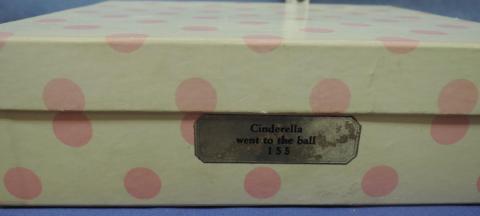 Cinderella
went to the ball
155